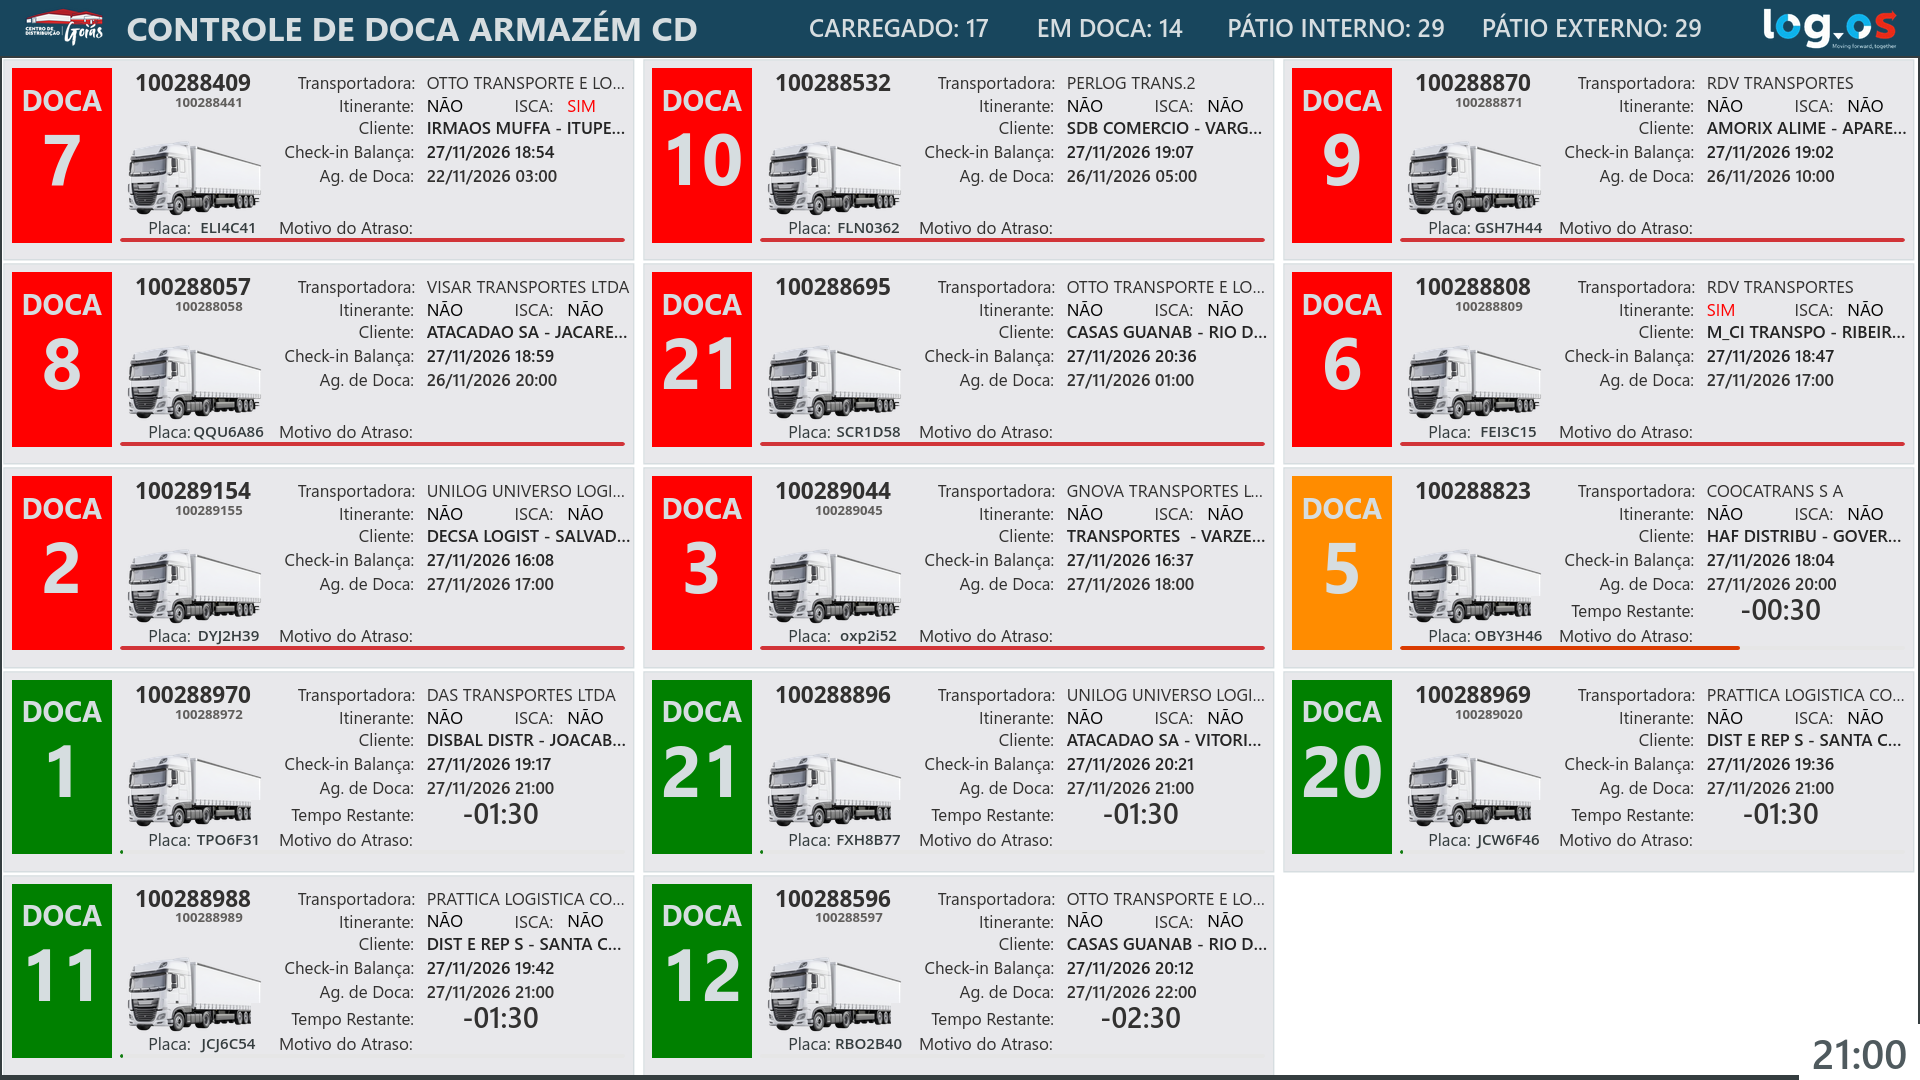 CENTRO DE DISTRIBUIÇÃO Goiás
CONTROLE DE DOCA ARMAZÉM CD
CARREGADO: 17
EM DOCA: 14
PÁTIO INTERNO: 29
PÁTIO EXTERNO: 29
log.os
Moving forward, together
DOCA
7
100288409
100288441
Transportadora: OTTO TRANSPORTE E LO...
Itinerante: NÃO ISCA: SIM
Cliente: IRMAOS MUFFA - ITUPE...
Check-in Balança: 27/11/2026 18:54
Ag. de Doca: 22/11/2026 03:00
Placa: ELI4C41 Motivo do Atraso:
DOCA
10
100288532
Transportadora: PERLOG TRANS.2
Itinerante: NÃO ISCA: NÃO
Cliente: SDB COMERCIO - VARG...
Check-in Balança: 27/11/2026 19:07
Ag. de Doca: 26/11/2026 05:00
Placa: FLN0362 Motivo do Atraso:
DOCA
9
100288870
100288871
Transportadora: RDV TRANSPORTES
Itinerante: NÃO ISCA: NÃO
Cliente: AMORIX ALIME - APARE...
Check-in Balança: 27/11/2026 19:02
Ag. de Doca: 26/11/2026 10:00
Placa: GSH7H44 Motivo do Atraso:
DOCA
8
100288057
100288058
Transportadora: VISAR TRANSPORTES LTDA
Itinerante: NÃO ISCA: NÃO
Cliente: ATACADAO SA - JACARE...
Check-in Balança: 27/11/2026 18:59
Ag. de Doca: 26/11/2026 20:00
Placa: QQU6A86 Motivo do Atraso:
DOCA
21
100288695
Transportadora: OTTO TRANSPORTE E LO...
Itinerante: NÃO ISCA: NÃO
Cliente: CASAS GUANAB - RIO D...
Check-in Balança: 27/11/2026 20:36
Ag. de Doca: 27/11/2026 01:00
Placa: SCR1D58 Motivo do Atraso:
DOCA
6
100288808
100288809
Transportadora: RDV TRANSPORTES
Itinerante: SIM ISCA: NÃO
Cliente: M_CI TRANSPO - RIBEIR...
Check-in Balança: 27/11/2026 18:47
Ag. de Doca: 27/11/2026 17:00
Placa: FEI3C15 Motivo do Atraso:
DOCA
2
100289154
100289155
Transportadora: UNILOG UNIVERSO LOGI...
Itinerante: NÃO ISCA: NÃO
Cliente: DECSA LOGIST - SALVAD...
Check-in Balança: 27/11/2026 16:08
Ag. de Doca: 27/11/2026 17:00
Placa: DYJ2H39 Motivo do Atraso:
DOCA
3
100289044
100289045
Transportadora: GNOVA TRANSPORTES L...
Itinerante: NÃO ISCA: NÃO
Cliente: TRANSPORTES - VARZE...
Check-in Balança: 27/11/2026 16:37
Ag. de Doca: 27/11/2026 18:00
Placa: oxp2i52 Motivo do Atraso:
DOCA
5
100288823
Transportadora: COOCATRANS S A
Itinerante: NÃO ISCA: NÃO
Cliente: HAF DISTRIBU - GOVER...
Check-in Balança: 27/11/2026 18:04
Ag. de Doca: 27/11/2026 20:00
Tempo Restante: -00:30
Placa: OBY3H46 Motivo do Atraso:
DOCA
1
100288970
100288972
Transportadora: DAS TRANSPORTES LTDA
Itinerante: NÃO ISCA: NÃO
Cliente: DISBAL DISTR - JOACAB...
Check-in Balança: 27/11/2026 19:17
Ag. de Doca: 27/11/2026 21:00
Tempo Restante: -01:30
Placa: TPO6F31 Motivo do Atraso:
DOCA
21
100288896
Transportadora: UNILOG UNIVERSO LOGI...
Itinerante: NÃO ISCA: NÃO
Cliente: ATACADAO SA - VITORI...
Check-in Balança: 27/11/2026 20:21
Ag. de Doca: 27/11/2026 21:00
Tempo Restante: -01:30
Placa: FXH8B77 Motivo do Atraso:
DOCA
20
100288969
100289020
Transportadora: PRATTICA LOGISTICA CO...
Itinerante: NÃO ISCA: NÃO
Cliente: DIST E REP S - SANTA C...
Check-in Balança: 27/11/2026 19:36
Ag. de Doca: 27/11/2026 21:00
Tempo Restante: -01:30
Placa: JCW6F46 Motivo do Atraso:
DOCA
11
100288988
100288989
Transportadora: PRATTICA LOGISTICA CO...
Itinerante: NÃO ISCA: NÃO
Cliente: DIST E REP S - SANTA C...
Check-in Balança: 27/11/2026 19:42
Ag. de Doca: 27/11/2026 21:00
Tempo Restante: -01:30
Placa: JCJ6C54 Motivo do Atraso:
DOCA
12
100288596
100288597
Transportadora: OTTO TRANSPORTE E LO...
Itinerante: NÃO ISCA: NÃO
Cliente: CASAS GUANAB - RIO D...
Check-in Balança: 27/11/2026 20:12
Ag. de Doca: 27/11/2026 22:00
Tempo Restante: -02:30
Placa: RBO2B40 Motivo do Atraso:
21:00